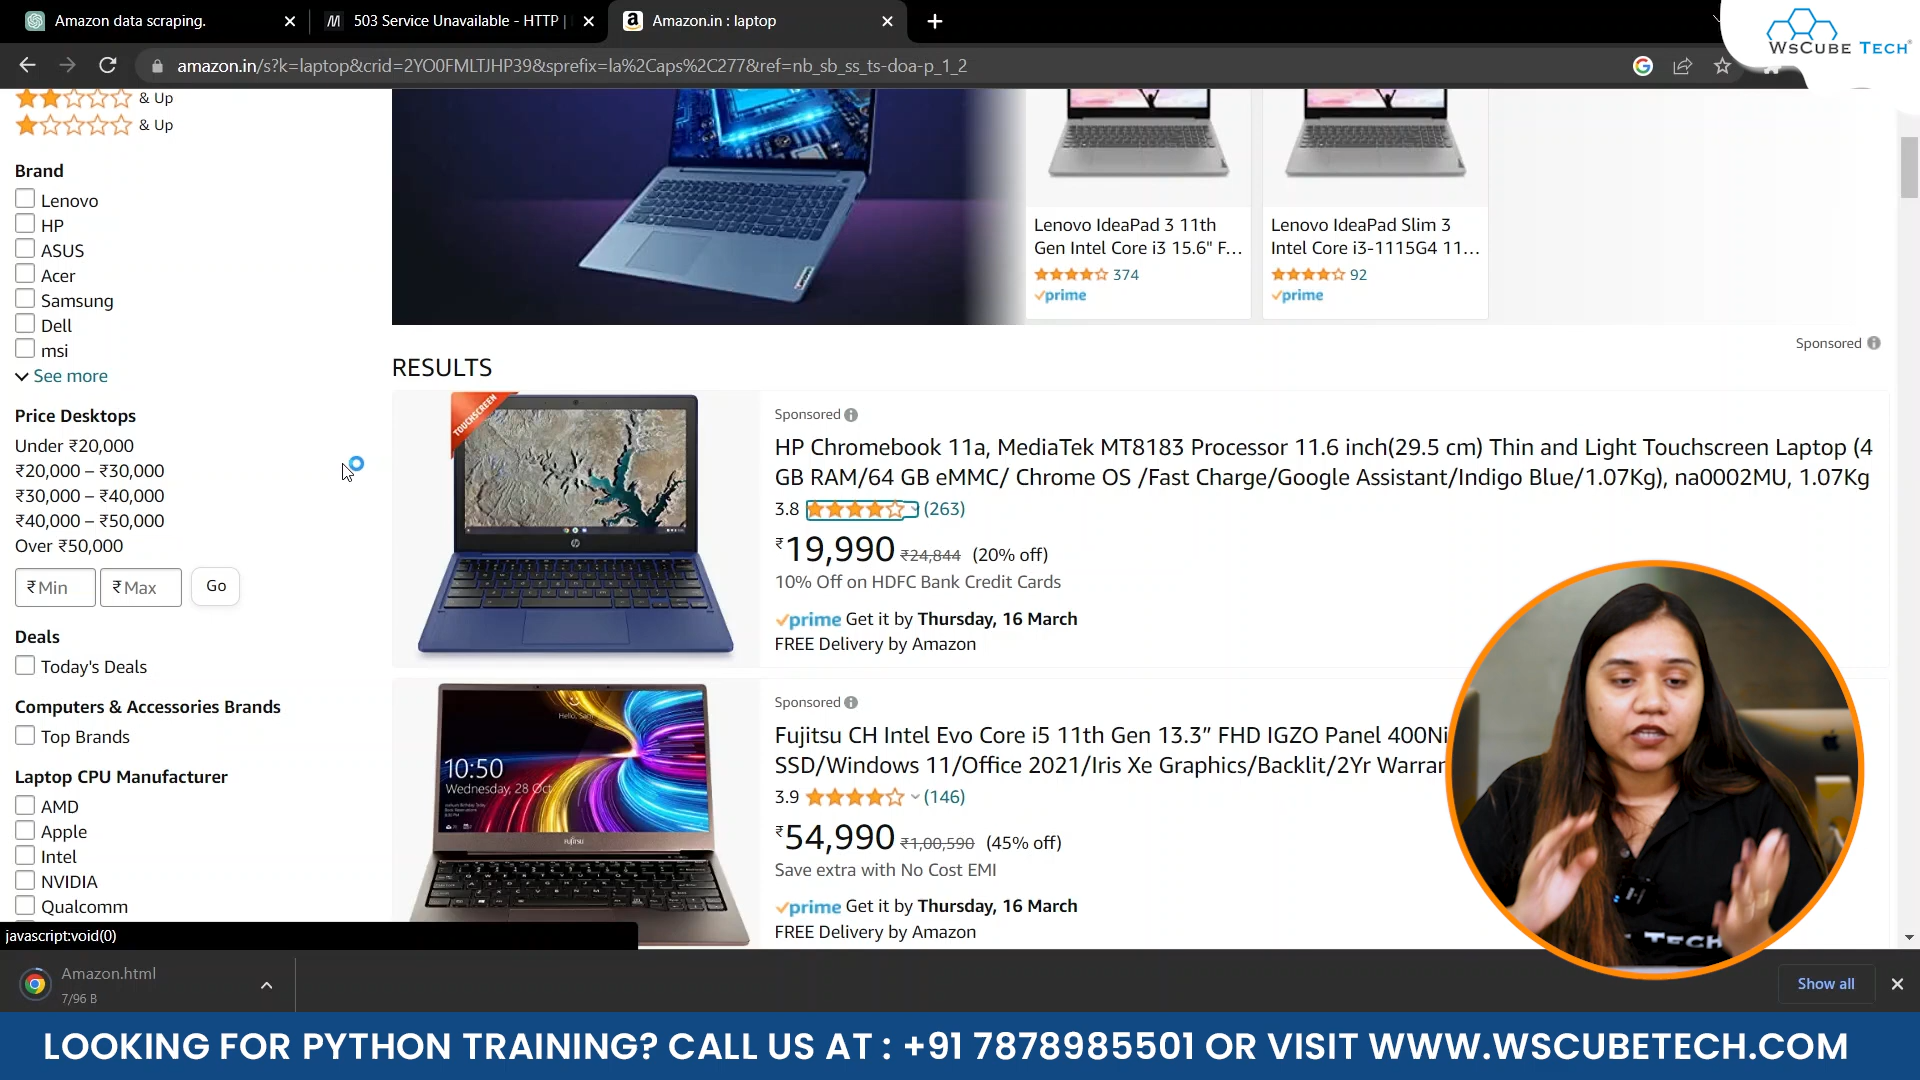 Amazon data scraping.
503 Service Unavailable - HTTP |
Amazon.in : laptop
WsCube Tech
amazon.in/s?k=laptop&crid=2YO0FMLTJHP39&sprefix=la%2Caps%2C277&ref=nb_sb_ss_ts-doa-p_1_2
& Up
& Up
Brand
Lenovo
HP
ASUS
Acer
Samsung
Dell
msi
See more
Price Desktops
Under ₹20,000
₹20,000 – ₹30,000
₹30,000 – ₹40,000
₹40,000 – ₹50,000
Over ₹50,000
₹ Min
₹ Max
Go
Deals
Today's Deals
Computers & Accessories Brands
Top Brands
Laptop CPU Manufacturer
AMD
Apple
Intel
NVIDIA
Qualcomm
Lenovo IdeaPad 3 11th
Gen Intel Core i3 15.6" F...
374
prime
Lenovo IdeaPad Slim 3
Intel Core i3-1115G4 11...
92
prime
Sponsored
RESULTS
TOUCHSCREEN
hp
Sponsored
HP Chromebook 11a, MediaTek MT8183 Processor 11.6 inch(29.5 cm) Thin and Light Touchscreen Laptop (4
GB RAM/64 GB eMMC/ Chrome OS /Fast Charge/Google Assistant/Indigo Blue/1.07Kg), na0002MU, 1.07Kg
3.8 (263)
₹19,990 ₹24,844 (20% off)
10% Off on HDFC Bank Credit Cards
prime Get it by Thursday, 16 March
FREE Delivery by Amazon
10:50
Wednesday, 28 Oct
FUJITSU
Sponsored
Fujitsu CH Intel Evo Core i5 11th Gen 13.3” FHD IGZO Panel 400Ni
SSD/Windows 11/Office 2021/Iris Xe Graphics/Backlit/2Yr Warran
3.9 (146)
₹54,990 ₹1,00,590 (45% off)
Save extra with No Cost EMI
prime Get it by Thursday, 16 March
FREE Delivery by Amazon
javascript:void(0)
Amazon.html
7/96 B
Show all
LOOKING FOR PYTHON TRAINING? CALL US AT : +91 7878985501 OR VISIT WWW.WSCUBETECH.COM